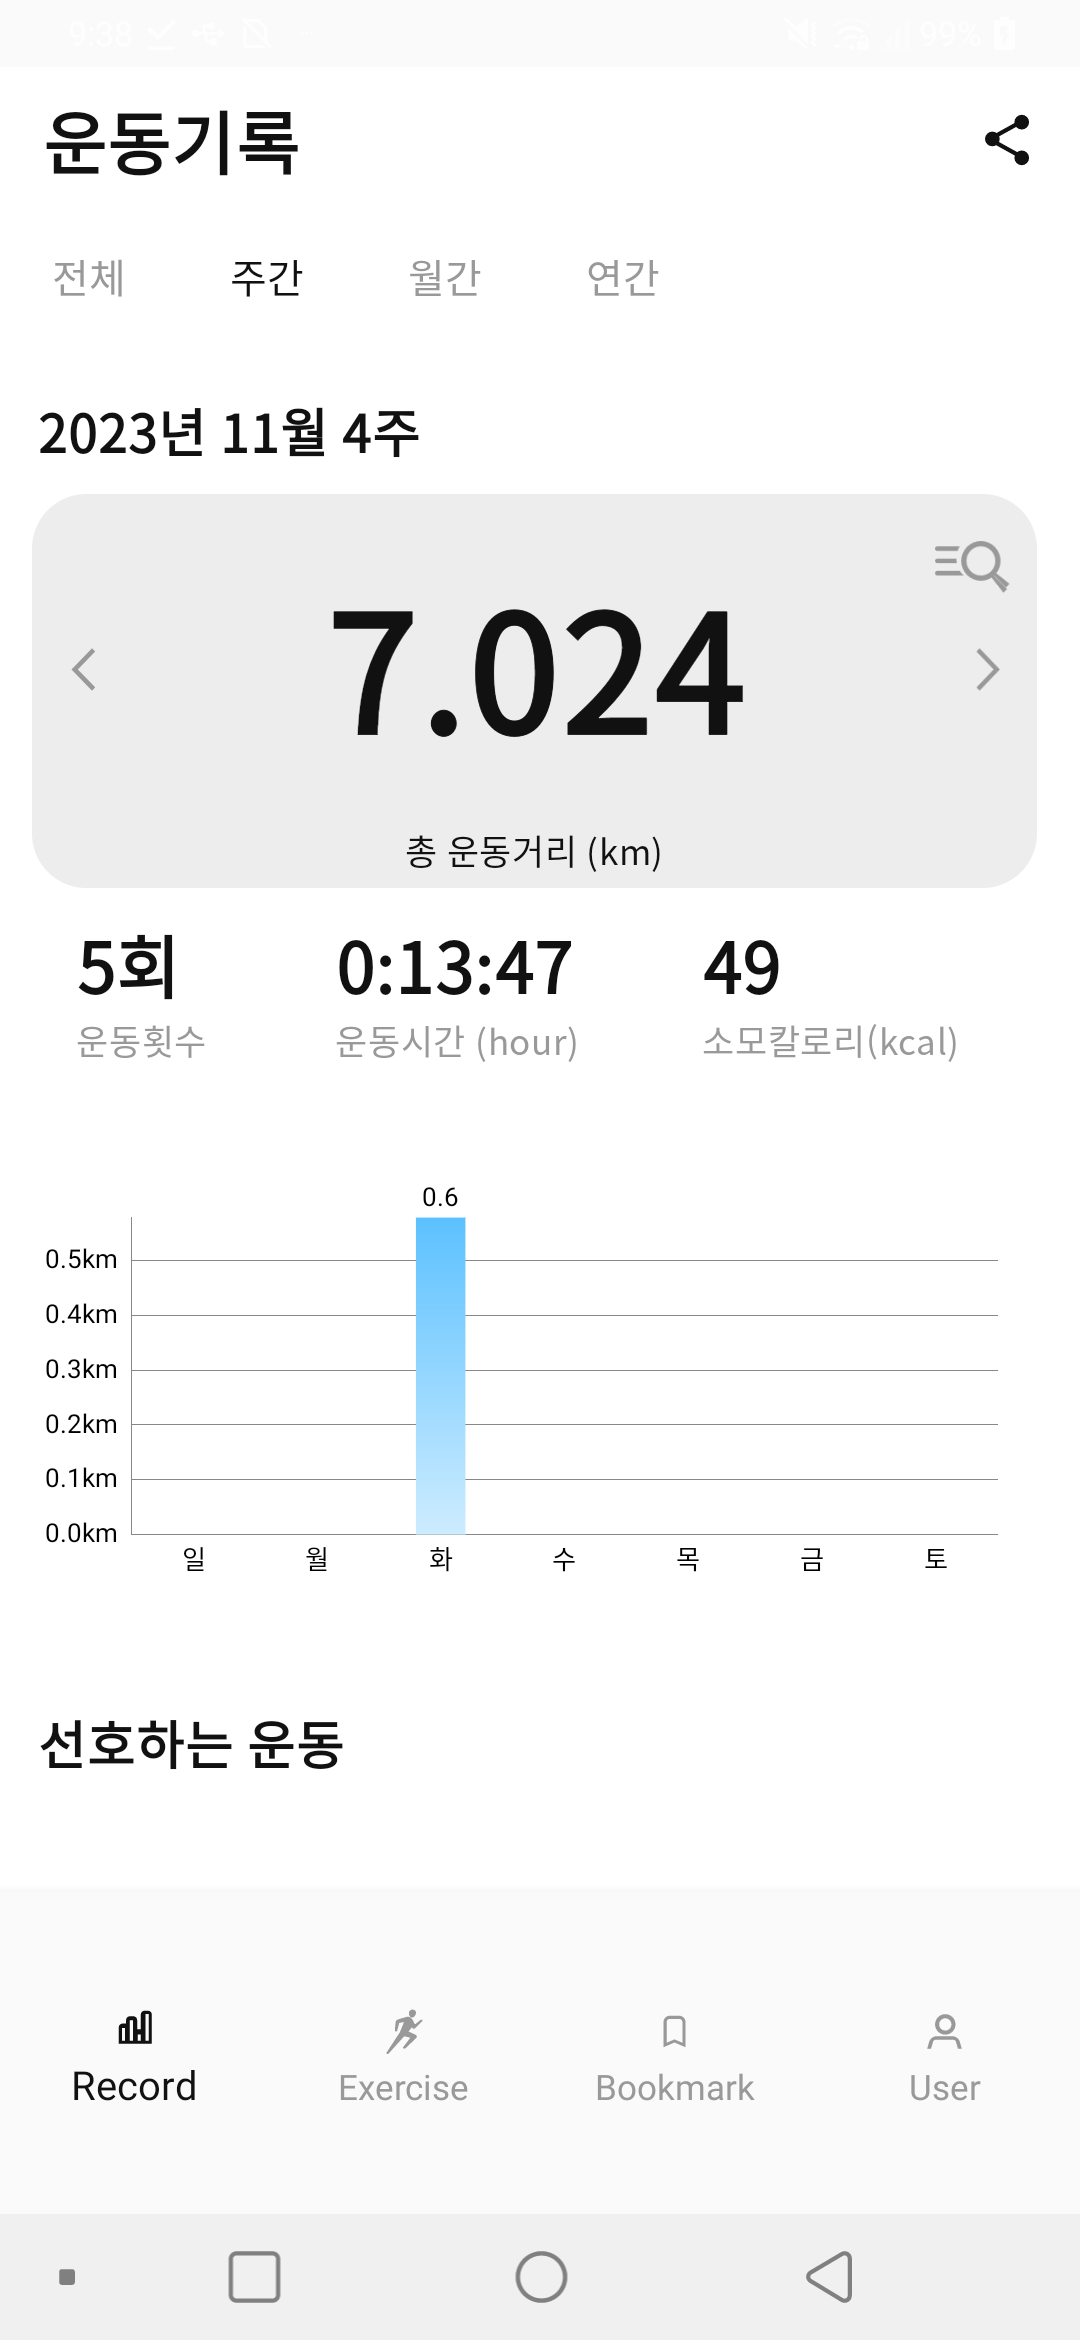 9:38 99%
운동기록
전체 주간 월간 연간
2023년 11월 4주
7.024
총 운동거리 (km)
5회 0:13:47 49
운동횟수 운동시간 (hour) 소모칼로리(kcal)
0.6
0.5km
0.4km
0.3km
0.2km
0.1km
0.0km
일 월 화 수 목 금 토
선호하는 운동
Record Exercise Bookmark User